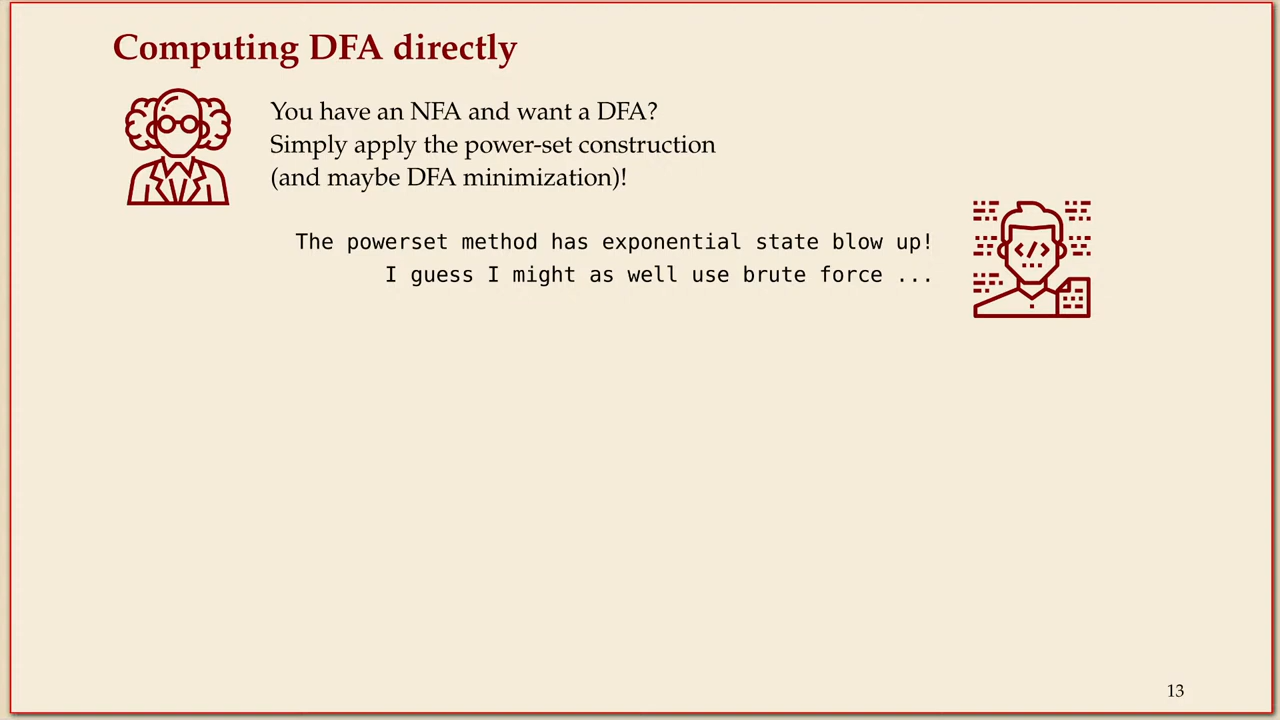 Computing DFA directly
You have an NFA and want a DFA?
Simply apply the power-set construction
(and maybe DFA minimization)!
The powerset method has exponential state blow up!
I guess I might as well use brute force ...
13